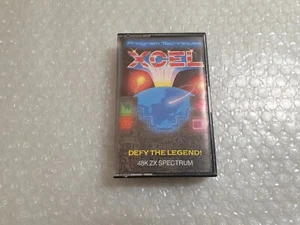 Program Techniques
XCEL
DEFY THE LEGEND!
48K ZX SPECTRUM